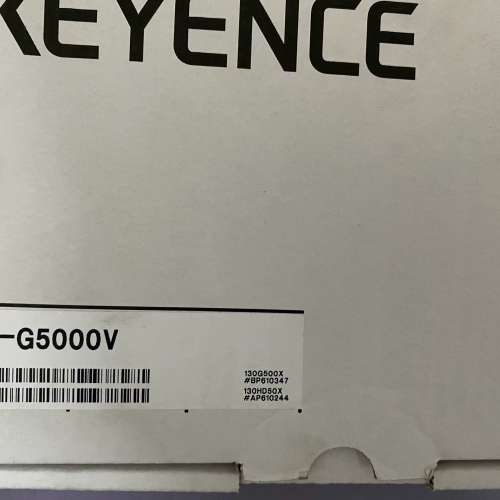 KEYENCE
-G5000V
130G500X
#BP610347
130HD50X
#AP610244